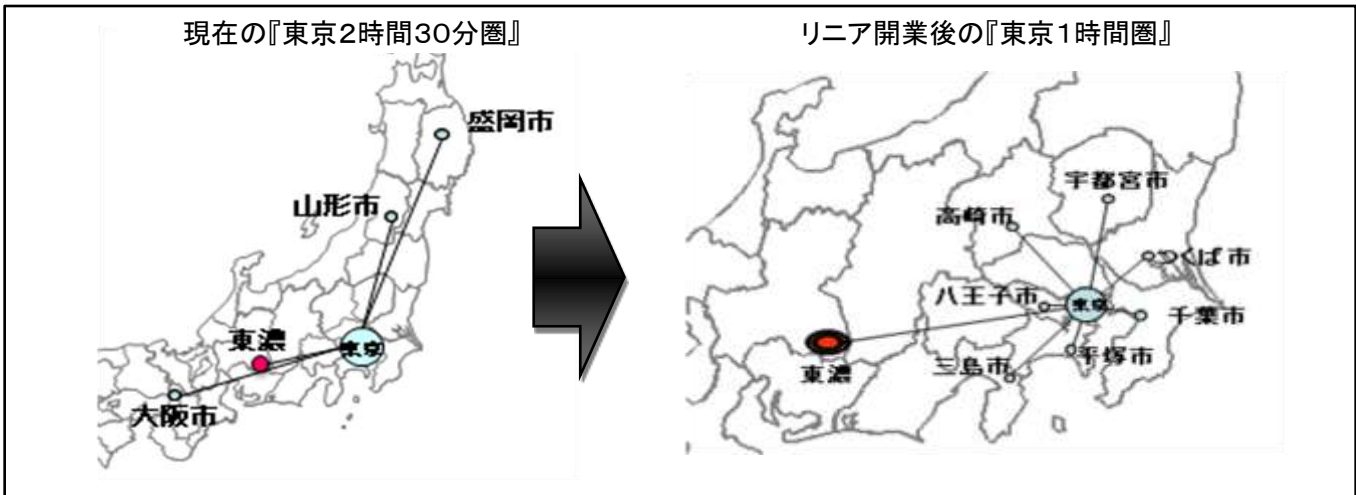 現在の『東京2時間30分圏』
盛岡市
山形市
東濃
東京
大阪市
リニア開業後の『東京1時間圏』
宇都宮市
高崎市
つくば市
八王子市
東京
千葉市
東濃
三島市
平塚市